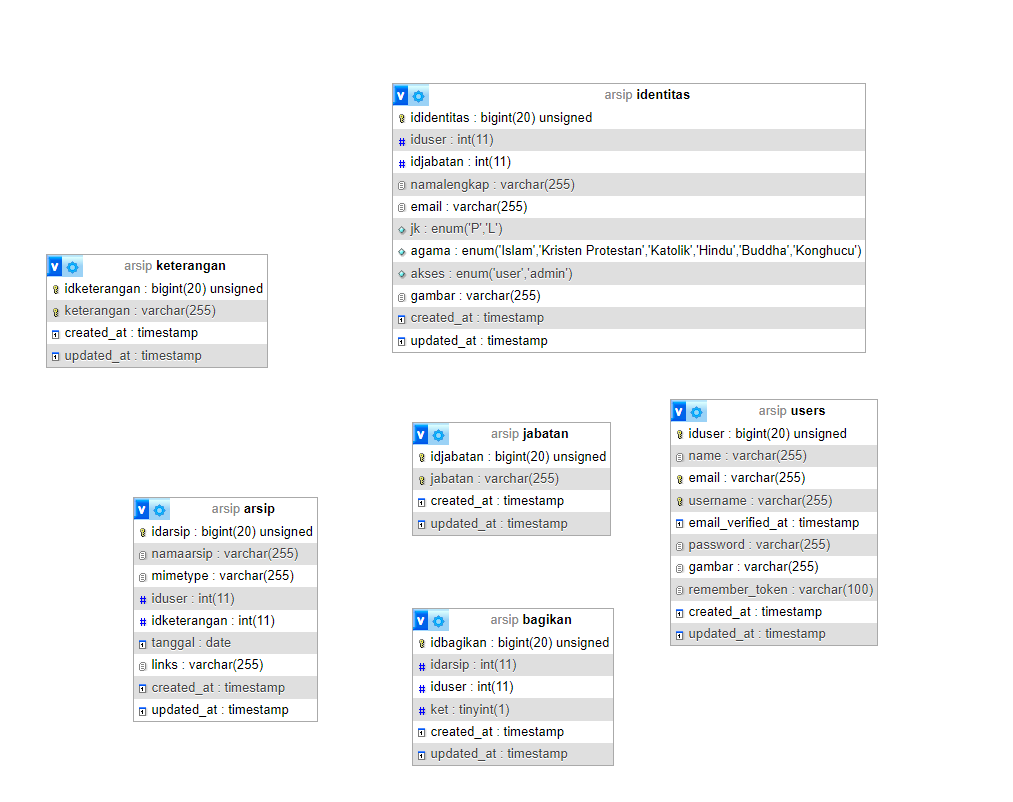 arsip identitas
ididentitas : bigint(20) unsigned
# iduser : int(11)
# idjabatan : int(11)
namalengkap : varchar(255)
email : varchar(255)
jk : enum('P','L')
agama : enum('Islam','Kristen Protestan','Katolik','Hindu','Buddha','Konghucu')
akses : enum('user','admin')
gambar : varchar(255)
created_at : timestamp
updated_at : timestamp
arsip keterangan
idketerangan : bigint(20) unsigned
keterangan : varchar(255)
created_at : timestamp
updated_at : timestamp
arsip users
iduser : bigint(20) unsigned
name : varchar(255)
email : varchar(255)
username : varchar(255)
email_verified_at : timestamp
password : varchar(255)
gambar : varchar(255)
remember_token : varchar(100)
created_at : timestamp
updated_at : timestamp
arsip jabatan
idjabatan : bigint(20) unsigned
jabatan : varchar(255)
created_at : timestamp
updated_at : timestamp
arsip arsip
idarsip : bigint(20) unsigned
namaarsip : varchar(255)
mimetype : varchar(255)
# iduser : int(11)
# idketerangan : int(11)
tanggal : date
links : varchar(255)
created_at : timestamp
updated_at : timestamp
arsip bagikan
idbagikan : bigint(20) unsigned
# idarsip : int(11)
# iduser : int(11)
# ket : tinyint(1)
created_at : timestamp
updated_at : timestamp